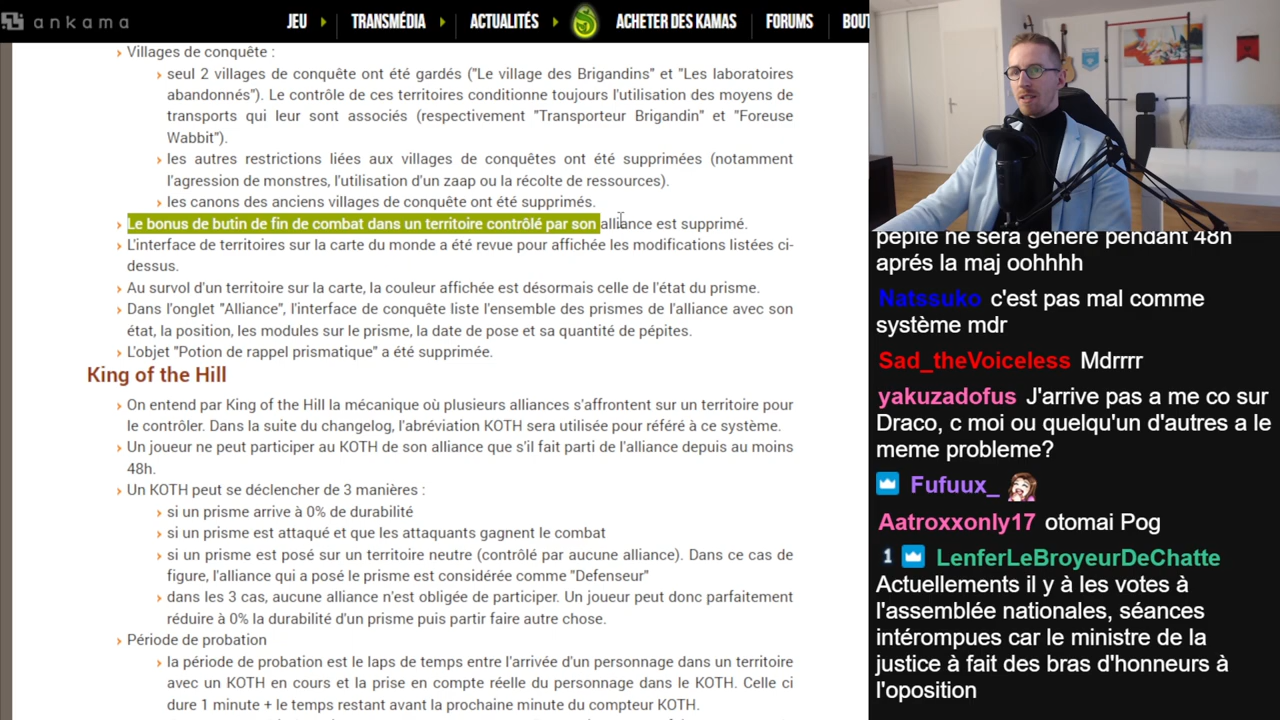 ankama JEU TRANSMÉDIA ACTUALITÉS ACHETER DES KAMAS FORUMS BOUT
Villages de conquête :
seul 2 villages de conquête ont été gardés ("Le village des Brigandins" et "Les laboratoires
abandonnés"). Le contrôle de ces territoires conditionne toujours l'utilisation des moyens de
transports qui leur sont associés (respectivement "Transporteur Brigandin" et "Foreuse
Wabbit").
les autres restrictions liées aux villages de conquêtes ont été supprimées (notamment
l'agression de monstres, l'utilisation d'un zaap ou la récolte de ressources).
les canons des anciens villages de conquête ont été supprimés.
Le bonus de butin de fin de combat dans un territoire contrôlé par son alliance est supprimé.
L'interface de territoires sur la carte du monde a été revue pour affichée les modifications listées ci-
dessus.
Au survol d'un territoire sur la carte, la couleur affichée est désormais celle de l'état du prisme.
Dans l'onglet "Alliance", l'interface de conquête liste l'ensemble des prismes de l'alliance avec son
état, la position, les modules sur le prisme, la date de pose et sa quantité de pépites.
L'objet "Potion de rappel prismatique" a été supprimée.
King of the Hill
On entend par King of the Hill la mécanique où plusieurs alliances s'affrontent sur un territoire pour
le contrôler. Dans la suite du changelog, l'abréviation KOTH sera utilisée pour référé à ce système.
Un joueur ne peut participer au KOTH de son alliance que s'il fait parti de l'alliance depuis au moins
48h.
Un KOTH peut se déclencher de 3 manières :
si un prisme arrive à 0% de durabilité
si un prisme est attaqué et que les attaquants gagnent le combat
si un prisme est posé sur un territoire neutre (contrôlé par aucune alliance). Dans ce cas de
figure, l'alliance qui a posé le prisme est considérée comme "Defenseur"
dans les 3 cas, aucune alliance n'est obligée de participer. Un joueur peut donc parfaitement
réduire à 0% la durabilité d'un prisme puis partir faire autre chose.
Période de probation
la période de probation est le laps de temps entre l'arrivée d'un personnage dans un territoire
avec un KOTH en cours et la prise en compte réelle du personnage dans le KOTH. Celle ci
dure 1 minute + le temps restant avant la prochaine minute du compteur KOTH.
pépite ne sera généré pendant 48h
aprés la maj oohhhh
Natssuko c'est pas mal comme
système mdr
Sad_theVoiceless Mdrrrr
yakuzadofus J'arrive pas a me co sur
Draco, c moi ou quelqu'un d'autres a le
meme probleme?
Fufuux_
Aatroxxonly17 otomai Pog
1 LenferLeBroyeurDeChatte
Actuellements il y à les votes à
l'assemblée nationales, séances
intérompues car le ministre de la
justice à fait des bras d'honneurs à
l'oposition